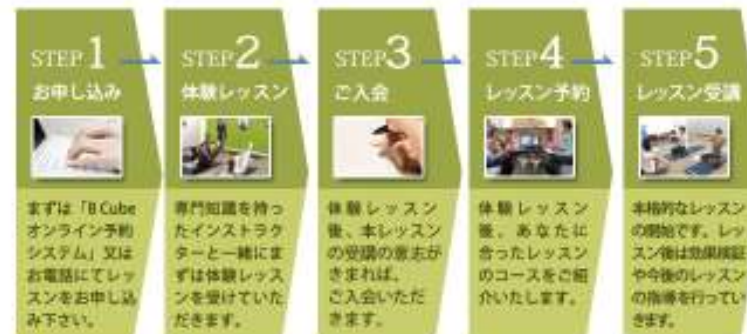 STEP1
お申し込み
まずは「B Cube
オンライン予約
システム」又は
お電話にてレッ
スンをお申し込
み下さい。
STEP2
体験レッスン
専門知識を持っ
たインストラク
ターと一緒にま
ずは体験レッス
ンを受けていた
だきます。
STEP3
ご入会
体験レッスン
後、本レッスン
の受講の意志が
きまれば、
ご入会いただ
きます。
STEP4
レッスン予約
体験レッスン
後、あなたに
合ったレッスン
のコースをご紹
介いたします。
STEP5
レッスン受講
本格的なレッスン
の開始です。レッ
スン後は効果検証
や今後のレッスン
の指導を行ってい
きます。